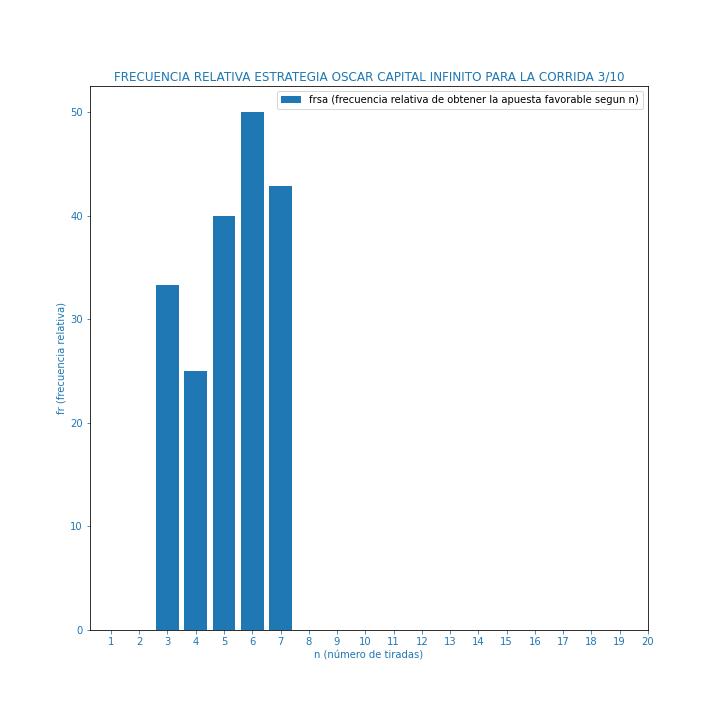 FRECUENCIA RELATIVA ESTRATEGIA OSCAR CAPITAL INFINITO PARA LA CORRIDA 3/10
frsa (frecuencia relativa de obtener la apuesta favorable segun n)
fr (frecuencia relativa)
50
40
30
20
10
0
1 2 3 4 5 6 7 8 9 10 11 12 13 14 15 16 17 18 19 20
n (número de tiradas)